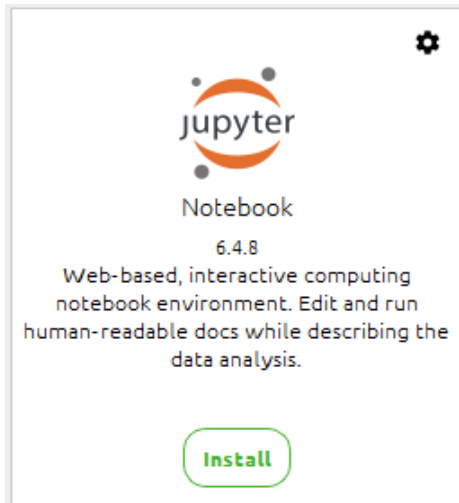 jupyter
Notebook
6.4.8
Web-based, interactive computing
notebook environment. Edit and run
human-readable docs while describing the
data analysis.
Install